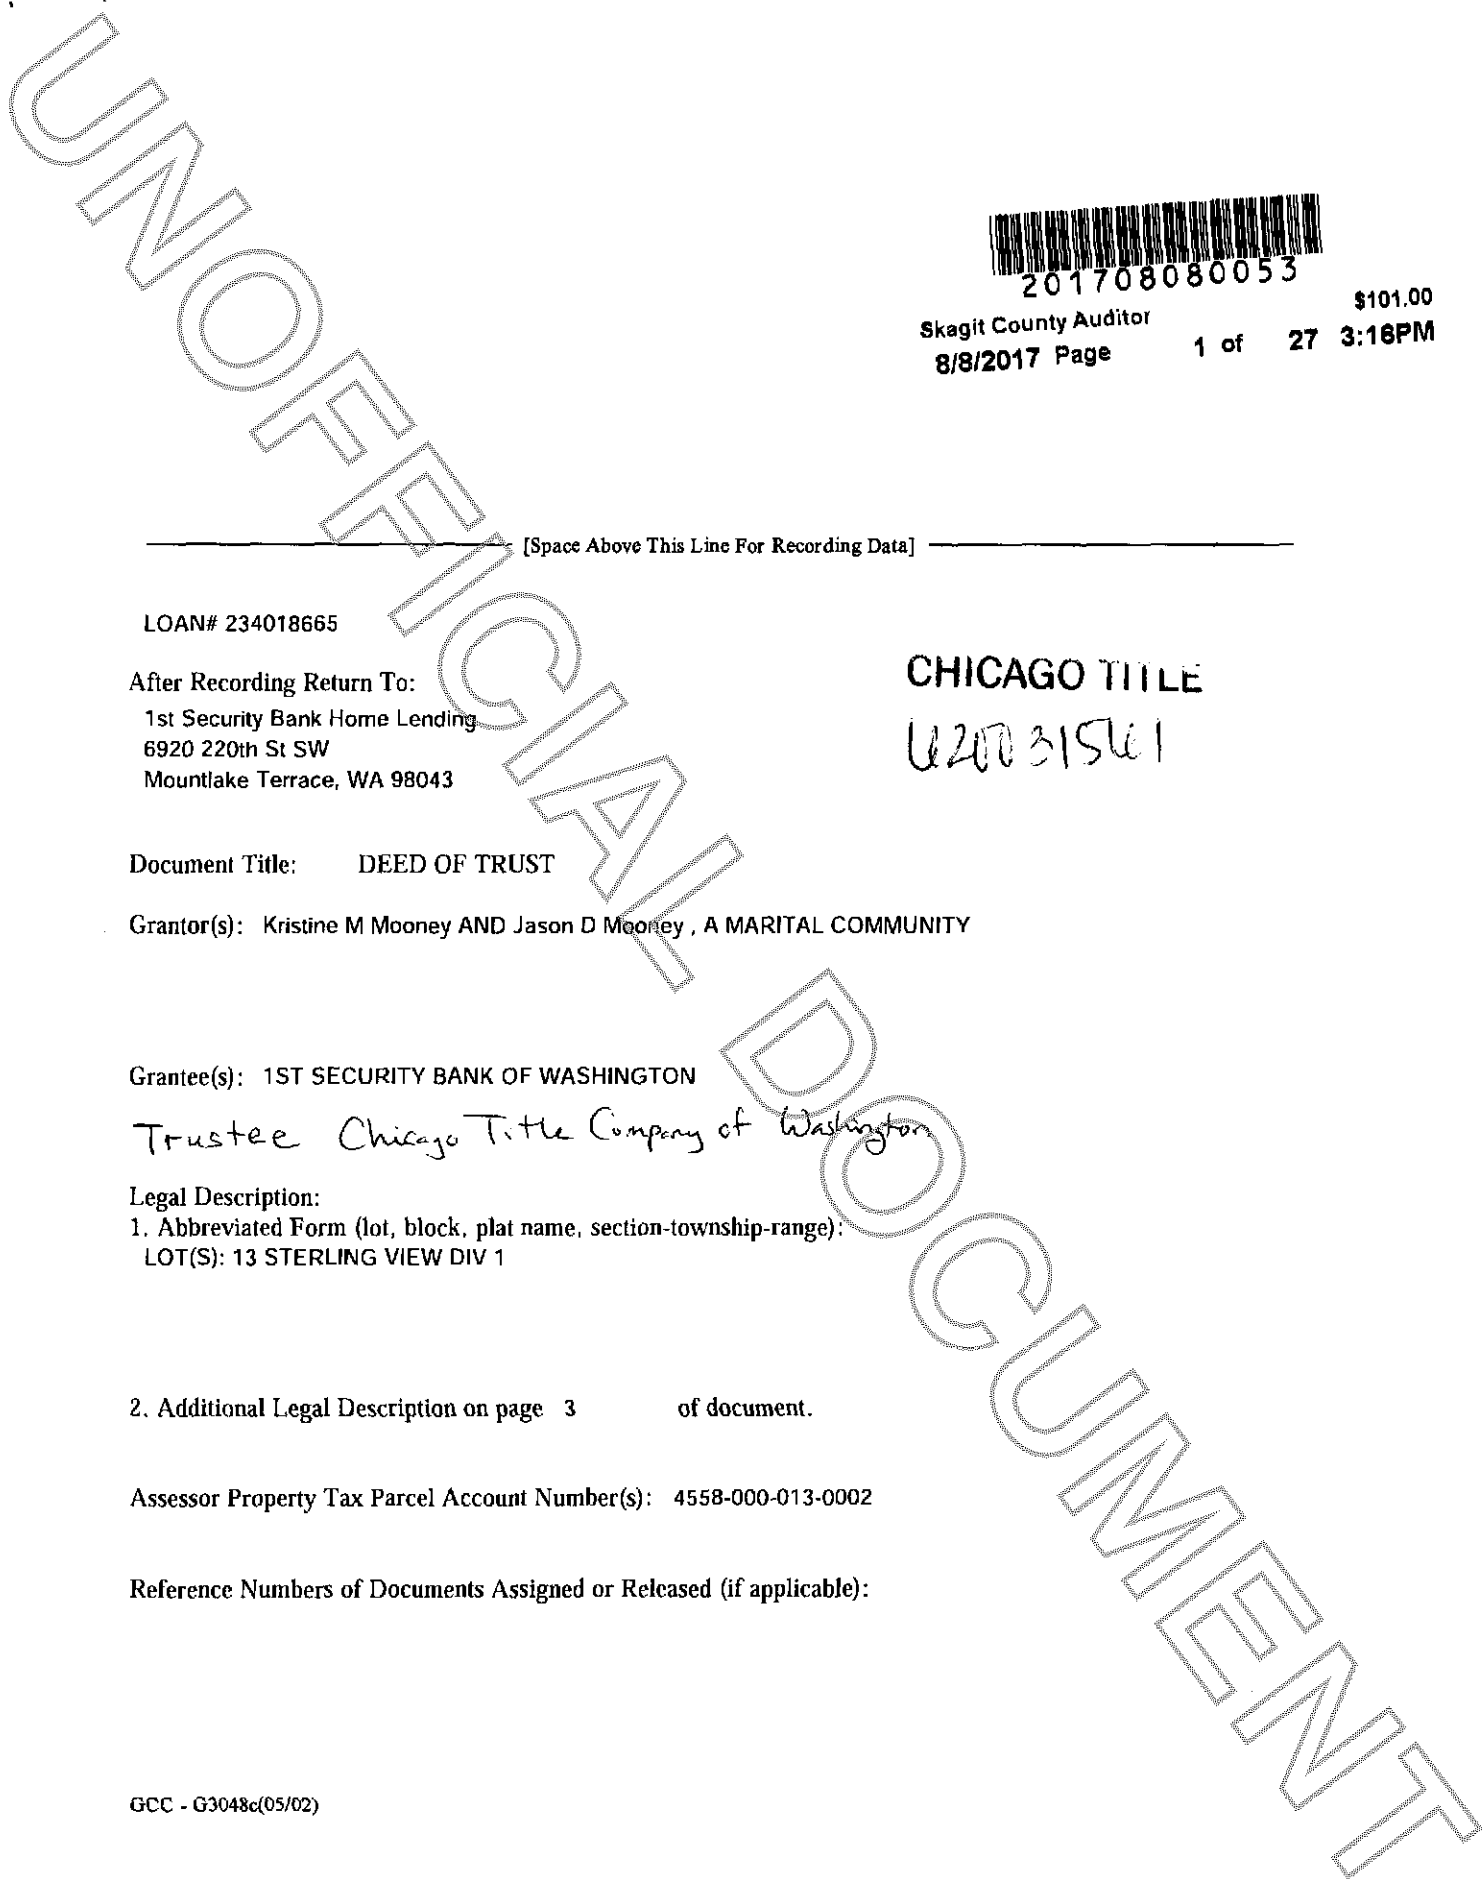 UNOFFICIAL DOCUMENT
201708080053
Skagit County Auditor $101.00
8/8/2017 Page 1 of 27 3:16PM
[Space Above This Line For Recording Data]
LOAN# 234018665
After Recording Return To:
1st Security Bank Home Lending
6920 220th St SW
Mountlake Terrace, WA 98043
CHICAGO TITLE
Document Title: DEED OF TRUST
Grantor(s): Kristine M Mooney AND Jason D Mooney , A MARITAL COMMUNITY
Grantee(s): 1ST SECURITY BANK OF WASHINGTON
Trustee Chicago Title Company of Washington
Legal Description:
1. Abbreviated Form (lot, block, plat name, section-township-range):
LOT(S): 13 STERLING VIEW DIV 1
2. Additional Legal Description on page 3 of document.
Assessor Property Tax Parcel Account Number(s): 4558-000-013-0002
Reference Numbers of Documents Assigned or Released (if applicable):
GCC - G3048c(05/02)